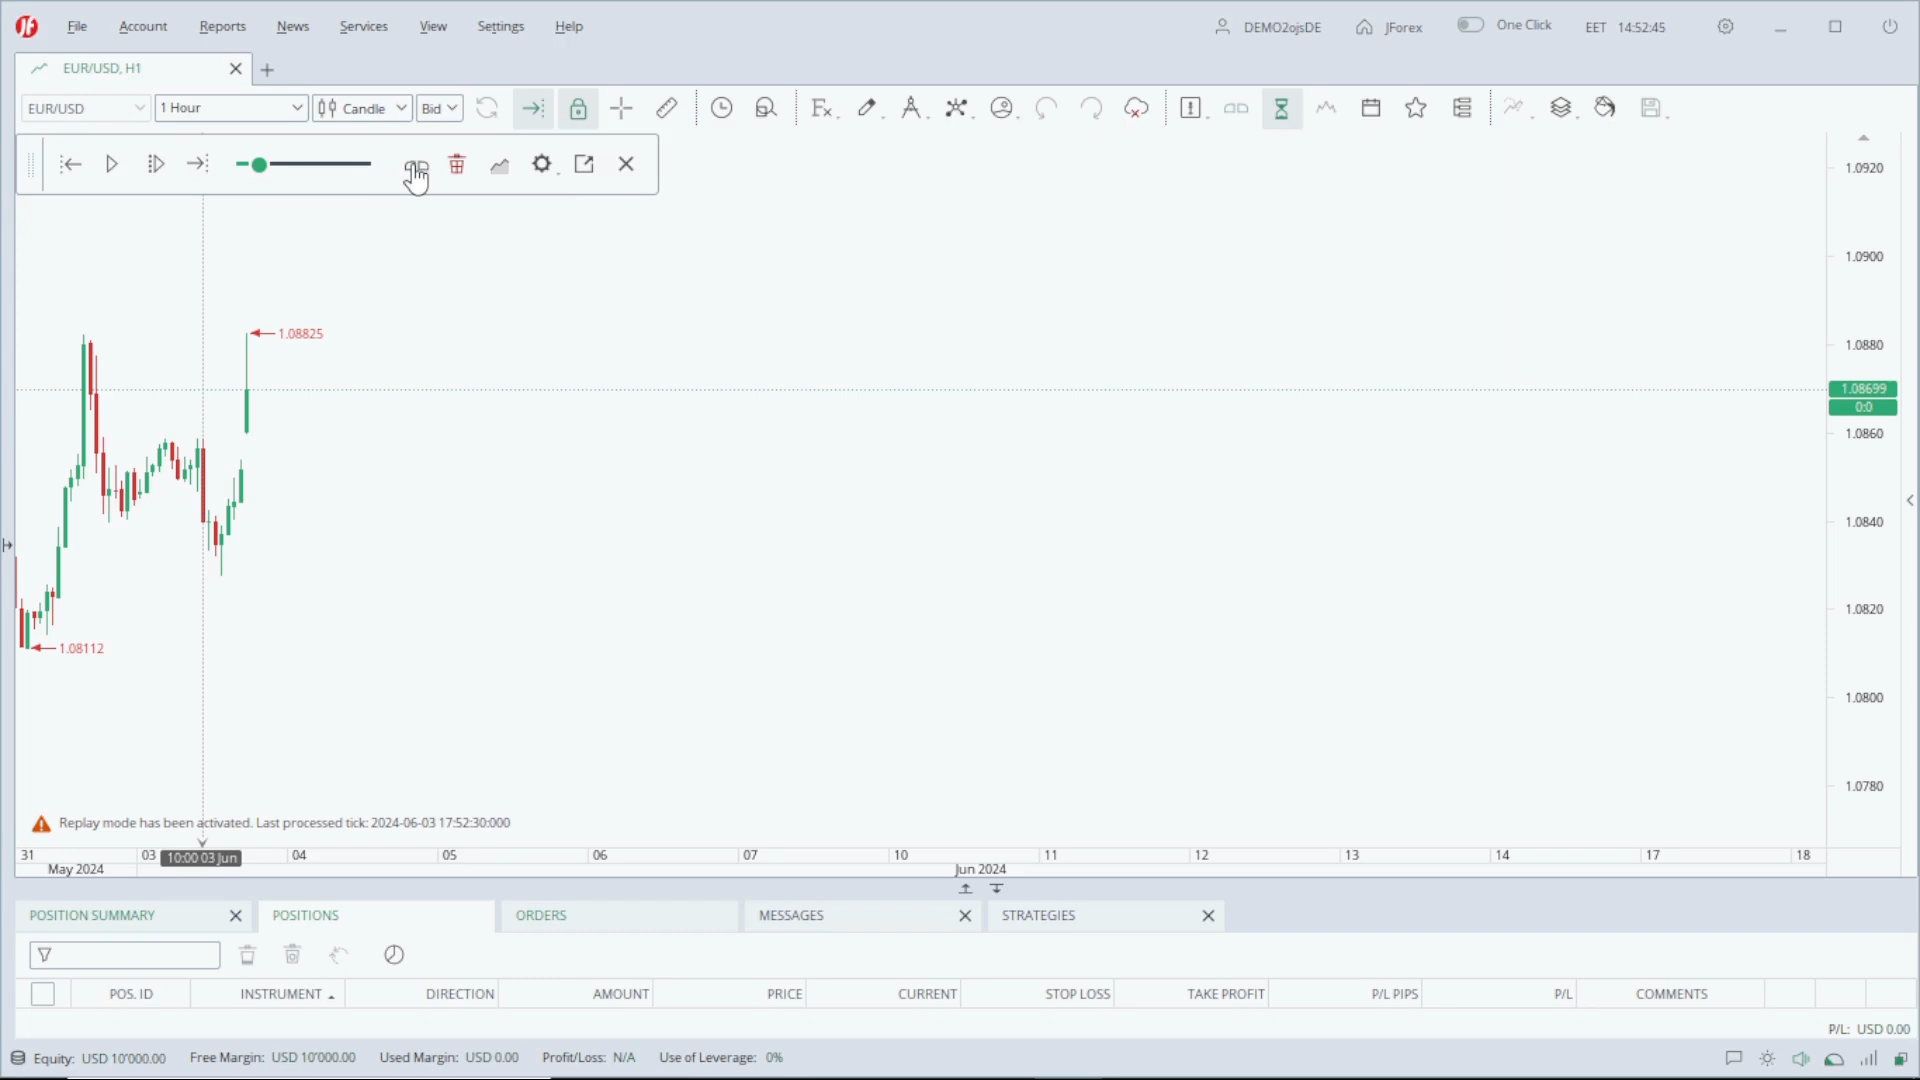 File Account Reports News Services View Settings Help DEMO2ojsDE JForex One Click EET 14:52:45
EUR/USD, H1
EUR/USD 1 Hour Candle Bid
1.0920
1.0900
1.08825
1.0880
1.08699
0:0
1.0860
1.0840
1.0820
1.08112
1.0800
1.0780
Replay mode has been activated. Last processed tick: 2024-06-03 17:52:30:000
31 03 10:00 03 Jun 04 05 06 07 10 11 12 13 14 17 18
May 2024 Jun 2024
POSITION SUMMARY POSITIONS ORDERS MESSAGES STRATEGIES
POS. ID INSTRUMENT DIRECTION AMOUNT PRICE CURRENT STOP LOSS TAKE PROFIT P/L PIPS P/L COMMENTS
P/L: USD 0.00
Equity: USD 10'000.00 Free Margin: USD 10'000.00 Used Margin: USD 0.00 Profit/Loss: N/A Use of Leverage: 0%